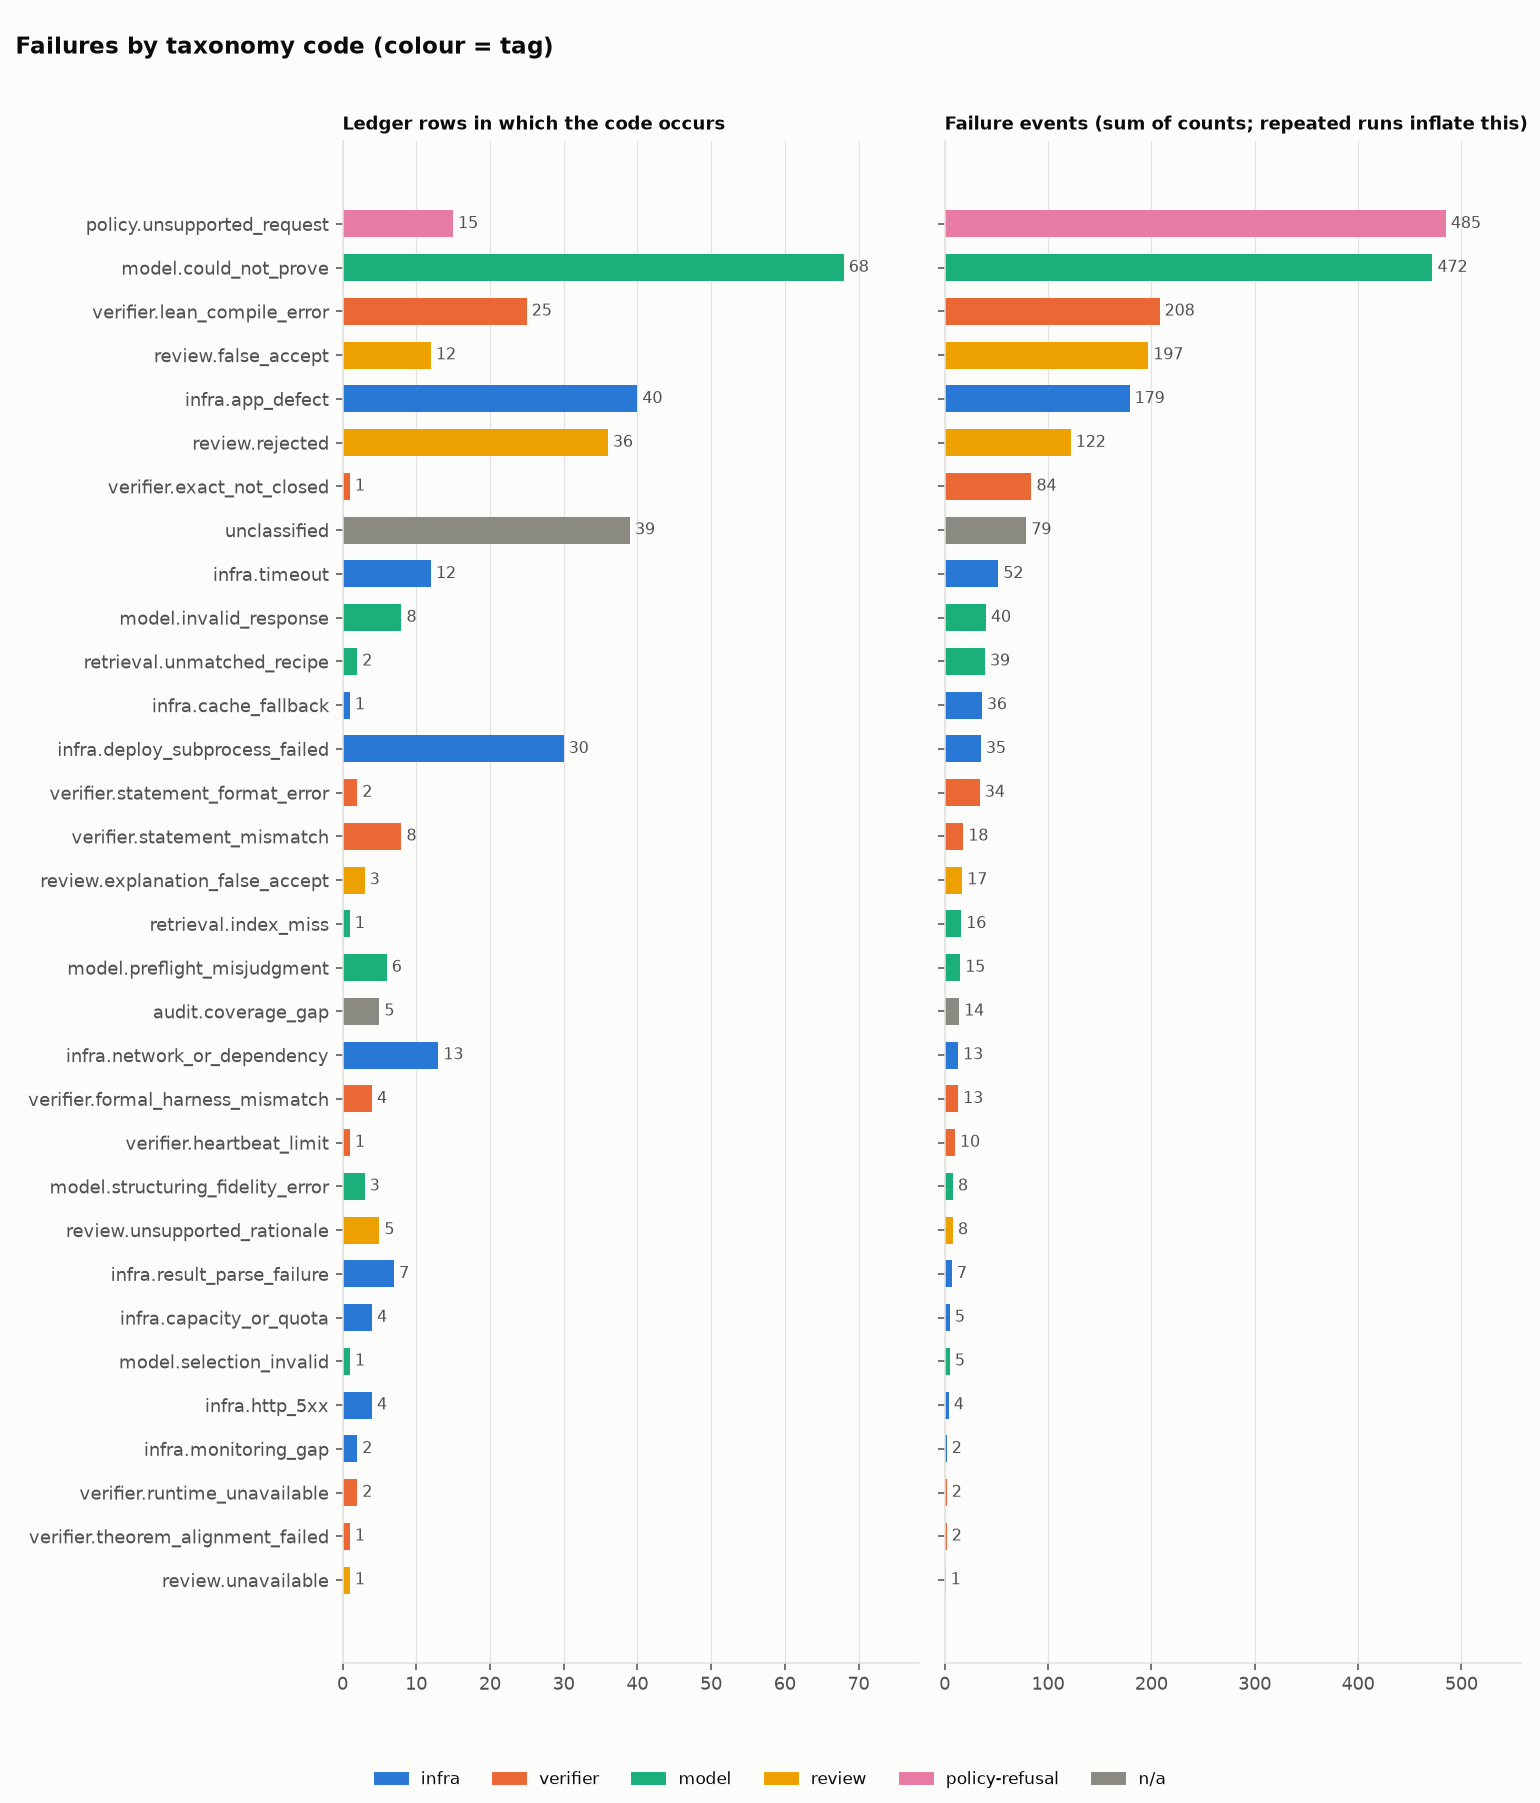 Failures by taxonomy code (colour = tag)
Ledger rows in which the code occurs
Failure events (sum of counts; repeated runs inflate this)
policy.unsupported_request 15 485
model.could_not_prove 68 472
verifier.lean_compile_error 25 208
review.false_accept 12 197
infra.app_defect 40 179
review.rejected 36 122
verifier.exact_not_closed 1 84
unclassified 39 79
infra.timeout 12 52
model.invalid_response 8 40
retrieval.unmatched_recipe 2 39
infra.cache_fallback 1 36
infra.deploy_subprocess_failed 30 35
verifier.statement_format_error 2 34
verifier.statement_mismatch 8 18
review.explanation_false_accept 3 17
retrieval.index_miss 1 16
model.preflight_misjudgment 6 15
audit.coverage_gap 5 14
infra.network_or_dependency 13 13
verifier.formal_harness_mismatch 4 13
verifier.heartbeat_limit 1 10
model.structuring_fidelity_error 3 8
review.unsupported_rationale 5 8
infra.result_parse_failure 7 7
infra.capacity_or_quota 4 5
model.selection_invalid 1 5
infra.http_5xx 4 4
infra.monitoring_gap 2 2
verifier.runtime_unavailable 2 2
verifier.theorem_alignment_failed 1 2
review.unavailable 1 1
0 10 20 30 40 50 60 70
0 100 200 300 400 500
infra verifier model review policy-refusal n/a